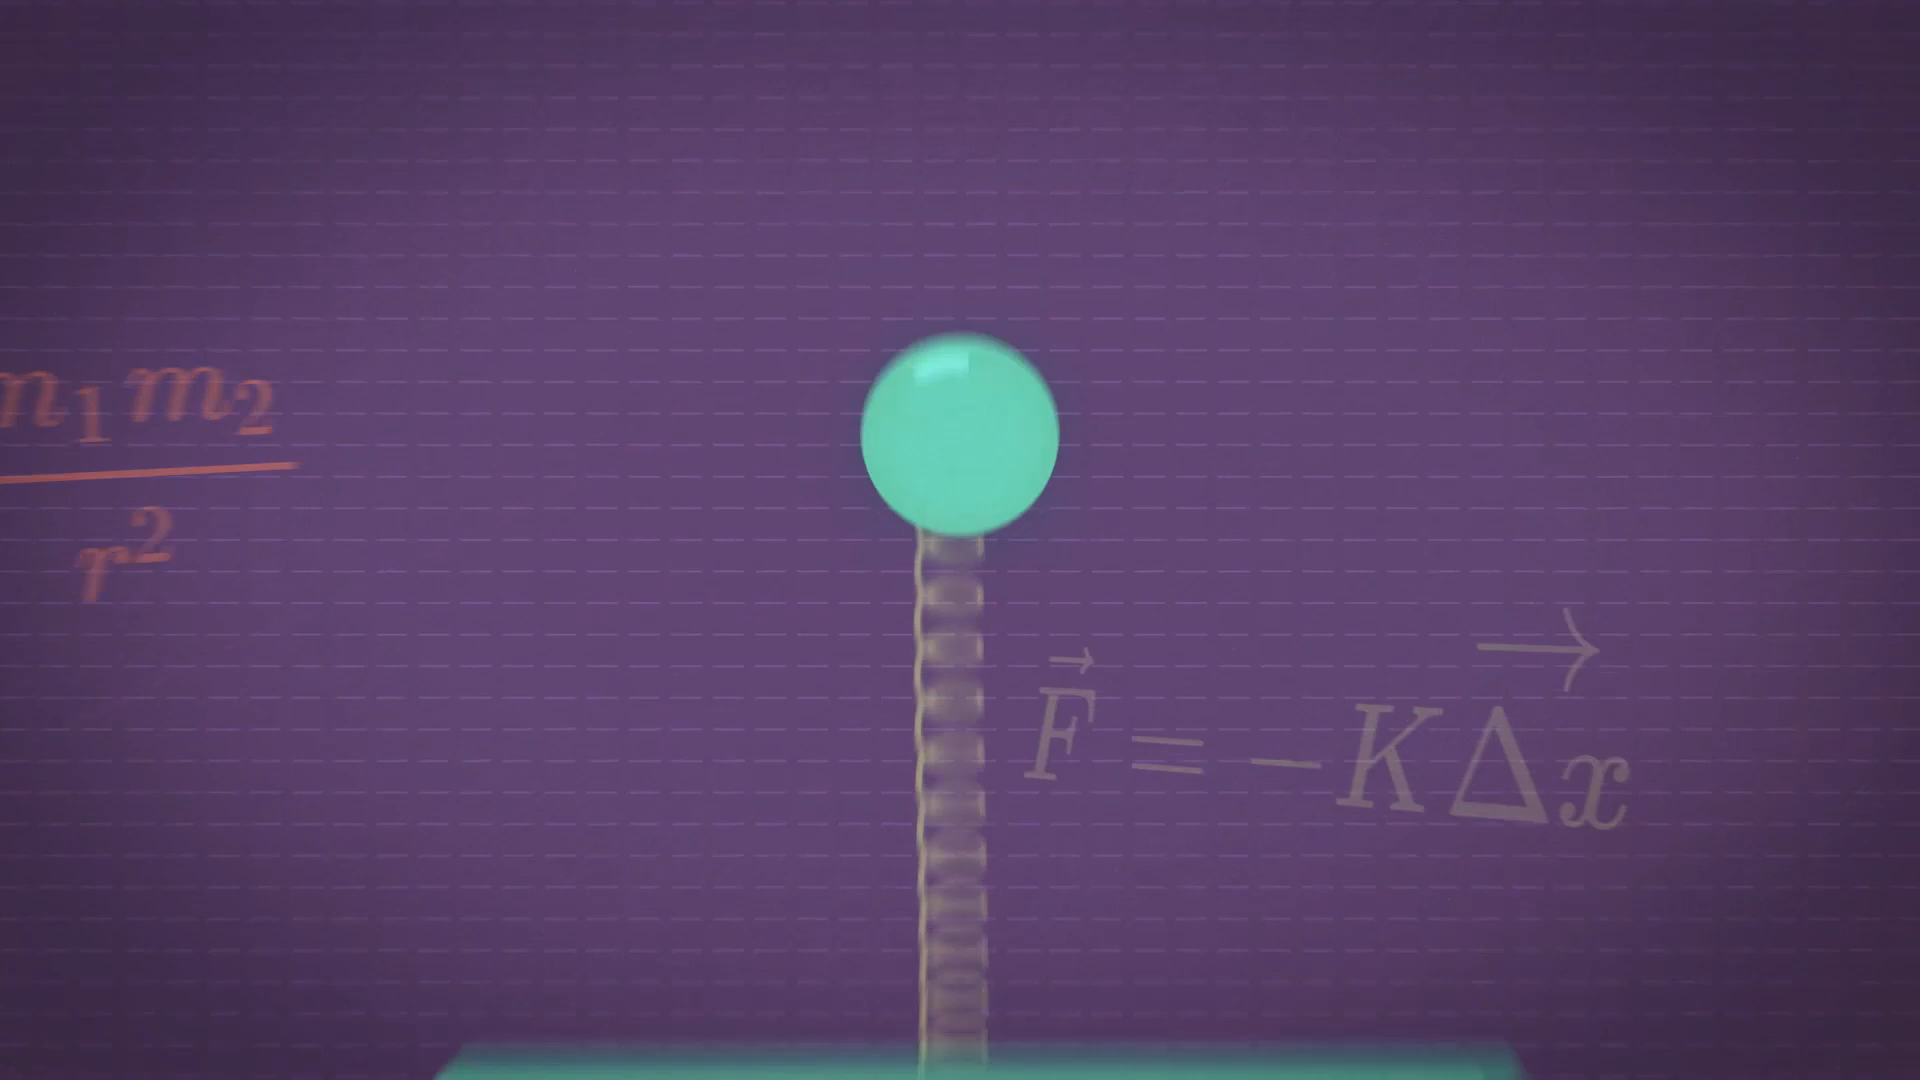 m₁m₂
r²
F⃗ = −KΔx⃗